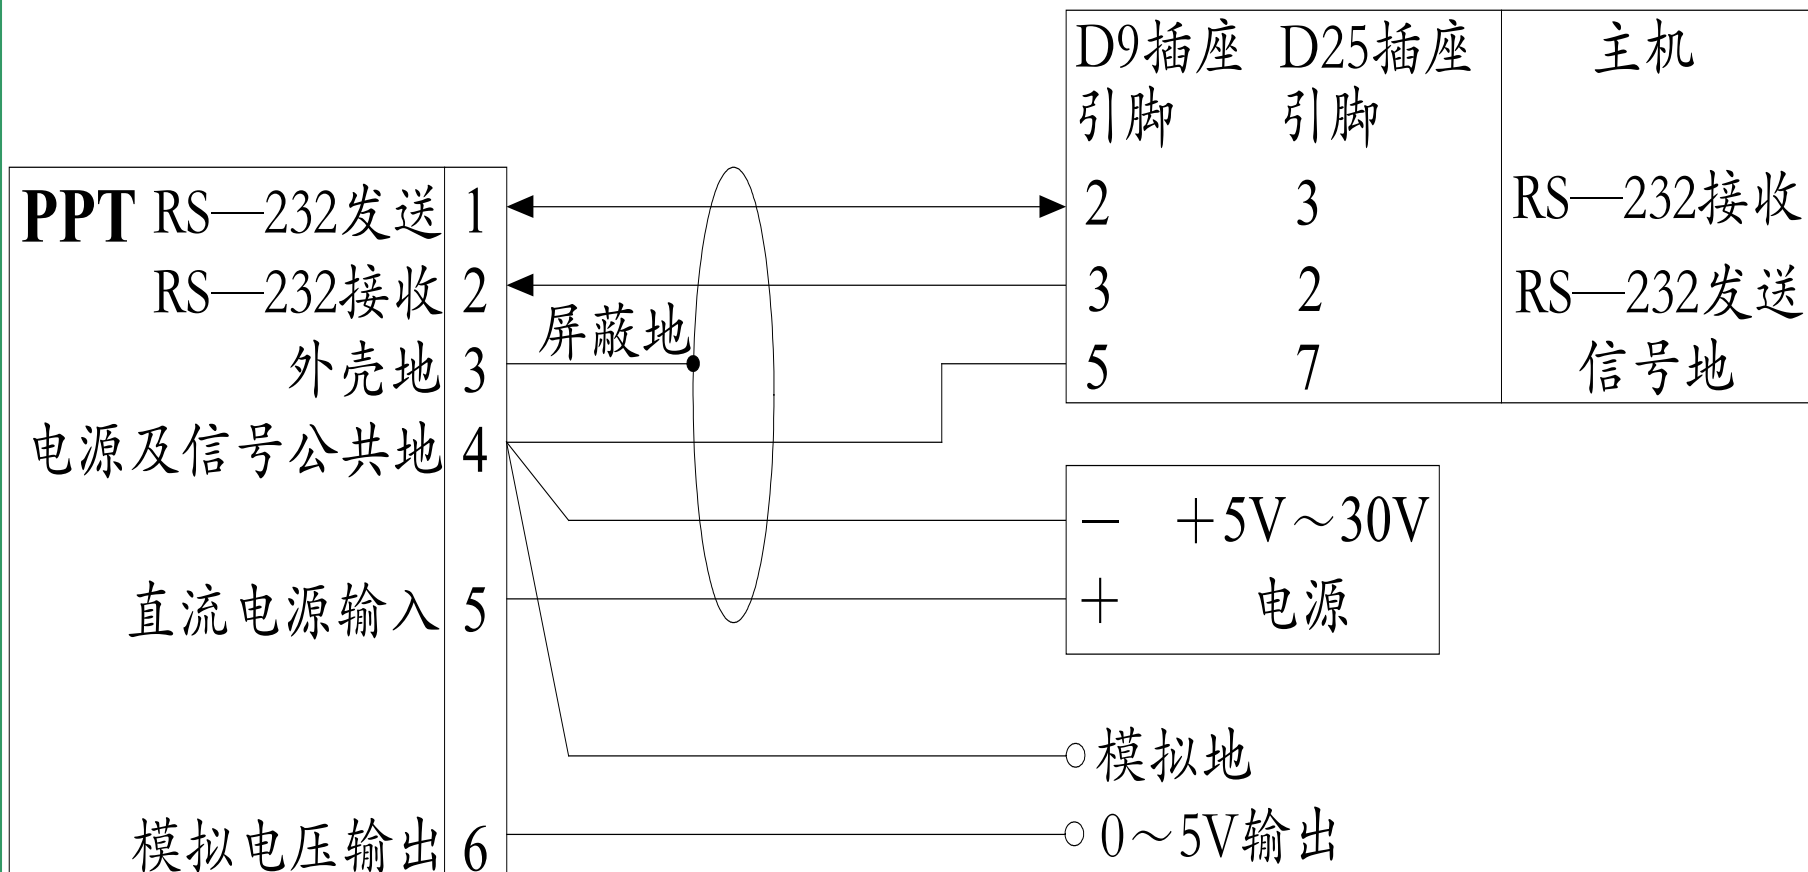 D9插座 D25插座 主机
引脚 引脚
2 3 RS—232接收
3 2 RS—232发送
5 7 信号地
PPT RS—232发送 1
RS—232接收 2
屏蔽地
外壳地 3
电源及信号公共地 4
直流电源输入 5
模拟电压输出 6
— +5V~30V
+ 电源
模拟地
0~5V输出